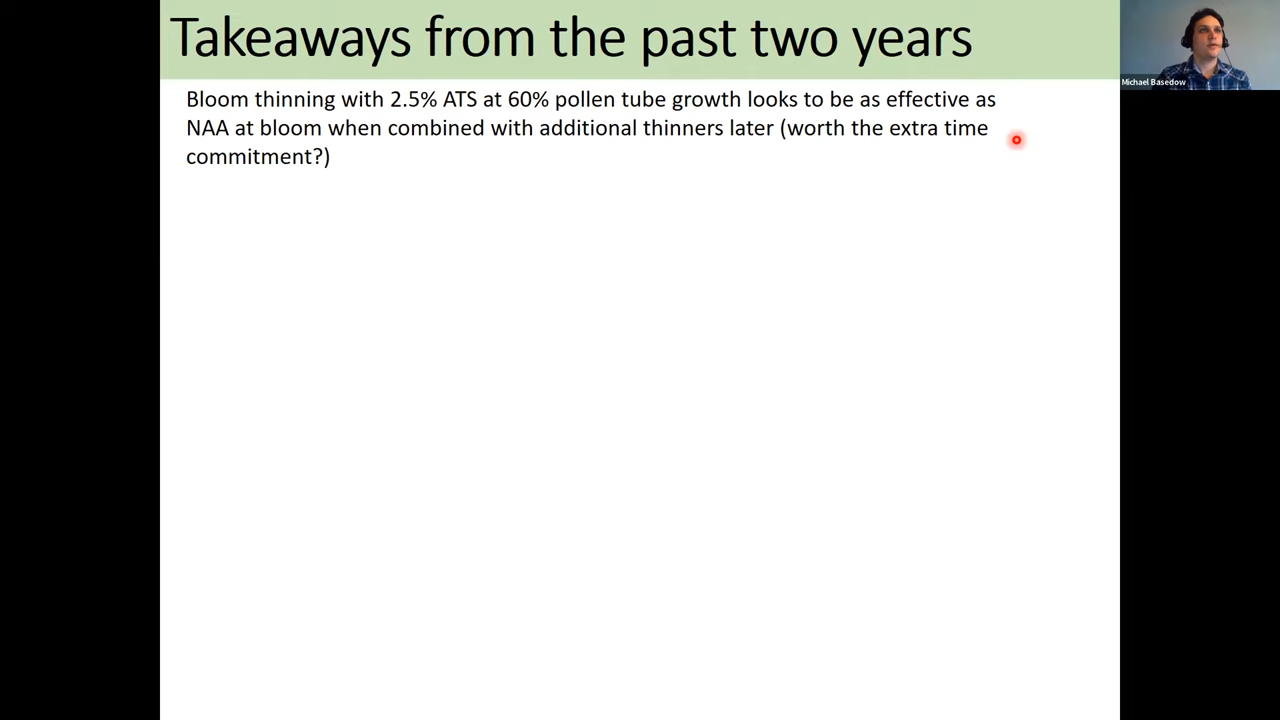 Takeaways from the past two years
Michael Basedow
Bloom thinning with 2.5% ATS at 60% pollen tube growth looks to be as effective as
NAA at bloom when combined with additional thinners later (worth the extra time
commitment?)